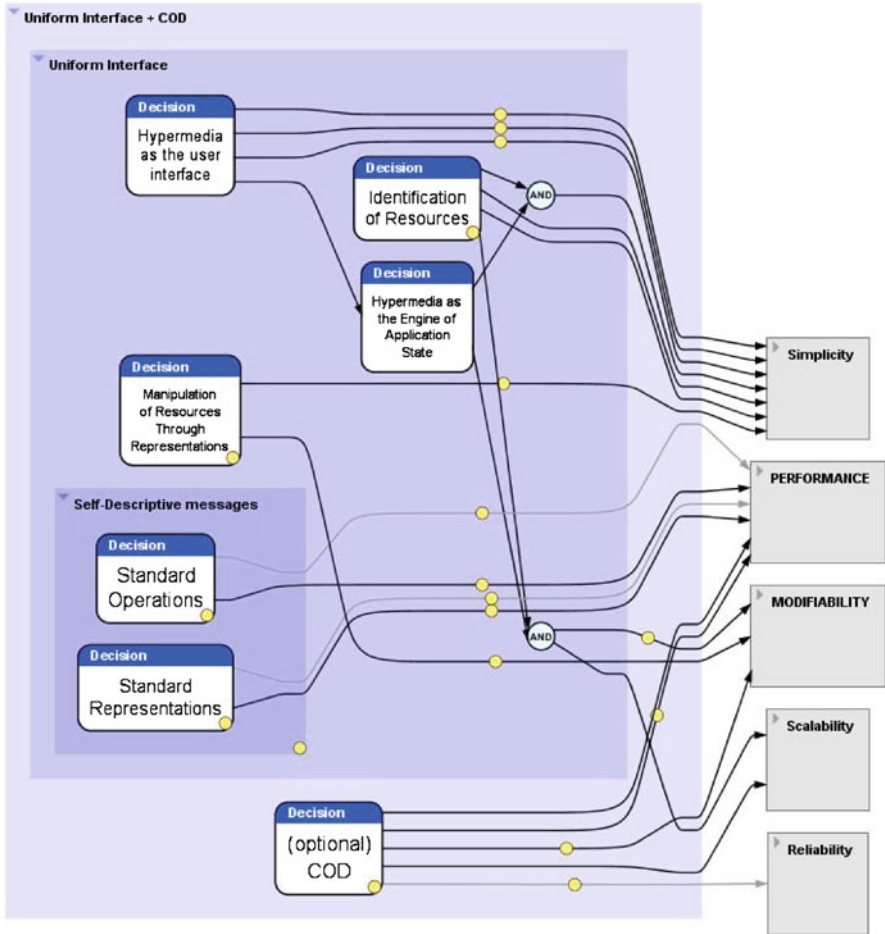 Uniform Interface + COD
Uniform Interface
Decision
Hypermedia
as the user
interface
Decision
Identification
of Resources
AND
Decision
Hypermedia as
the Engine of
Application
State
Simplicity
Decision
Manipulation
of Resources
Through
Representations
PERFORMANCE
Self-Descriptive messages
Decision
Standard
Operations
MODIFIABILITY
AND
Decision
Standard
Representations
Scalability
Decision
(optional)
COD
Reliability